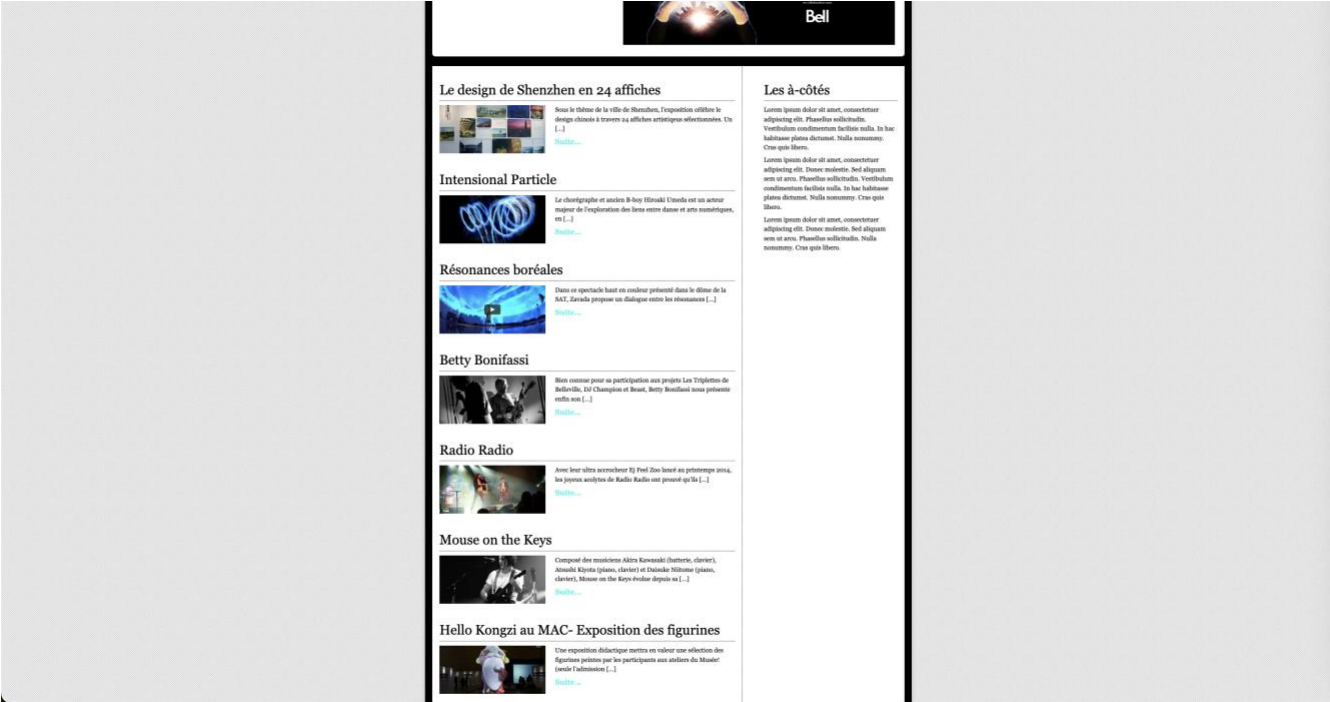 Bell
Le design de Shenzhen en 24 affiches
Sous le thème de la ville de Shenzhen, l'exposition célèbre le
design chinois à travers 24 affiches artistiqeus sélectionnées. Un
[...]
Suite...
Intensional Particle
Le chorégraphe et ancien B-boy Hiroaki Umeda est un acteur
majeur de l'exploration des liens entre danse et arts numériques,
en [...]
Suite...
Résonances boréales
Dans ce spectacle haut en couleur présenté dans le dôme de la
SAT, Zavada propose un dialogue entre les résonances [...]
Suite...
Betty Bonifassi
Bien connue pour sa participation aux projets Les Triplettes de
Belleville, DJ Champion et Beast, Betty Bonifassi nous présente
enfin son [...]
Suite...
Radio Radio
Avec leur ultra accrocheur Ej Feel Zoo lancé au printemps 2014,
les joyeux acolytes de Radio Radio ont prouvé qu'ils [...]
Suite...
Mouse on the Keys
Composé des musiciens Akira Kawasaki (batterie, clavier),
Atsushi Kiyota (piano, clavier) et Daisuke Niitome (piano,
clavier), Mouse on the Keys évolue depuis sa [...]
Suite...
Hello Kongzi au MAC- Exposition des figurines
Une exposition didactique mettra en valeur une sélection des
figurines peintes par les participants aux ateliers du Musée!
(seule l'admission [...]
Suite...
Les à-côtés
Lorem ipsum dolor sit amet, consectetuer
adipiscing elit. Phasellus sollicitudin.
Vestibulum condimentum facilisis nulla. In hac
habitasse platea dictumst. Nulla nonummy.
Cras quis libero.
Lorem ipsum dolor sit amet, consectetuer
adipiscing elit. Donec molestie. Sed aliquam
sem ut arcu. Phasellus sollicitudin. Vestibulum
condimentum facilisis nulla. In hac habitasse
platea dictumst. Nulla nonummy. Cras quis
libero.
Lorem ipsum dolor sit amet, consectetuer
adipiscing elit. Donec molestie. Sed aliquam
sem ut arcu. Phasellus sollicitudin. Nulla
nonummy. Cras quis libero.